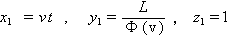 x₁ = vt , y₁ = L / Φ(v) , z₁ = 1